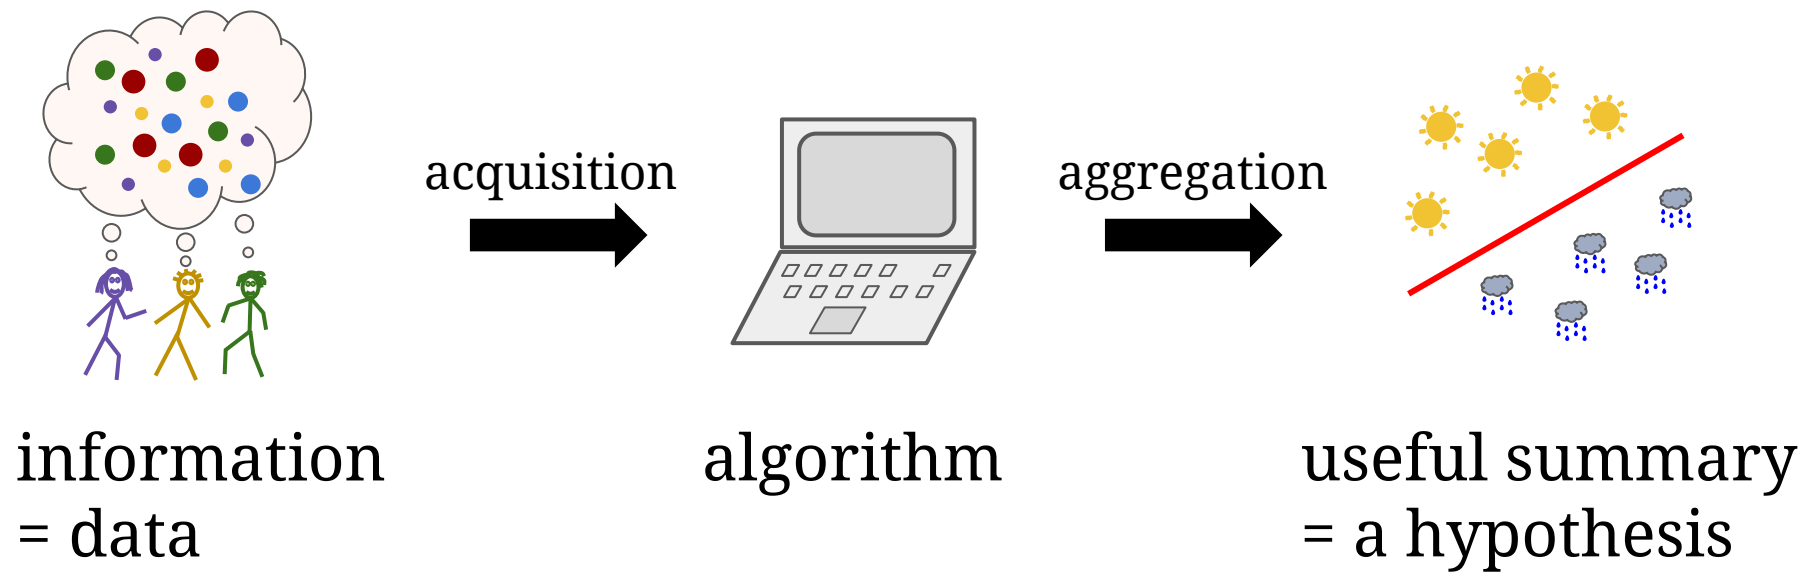 acquisition
aggregation
information
= data
algorithm
useful summary
= a hypothesis